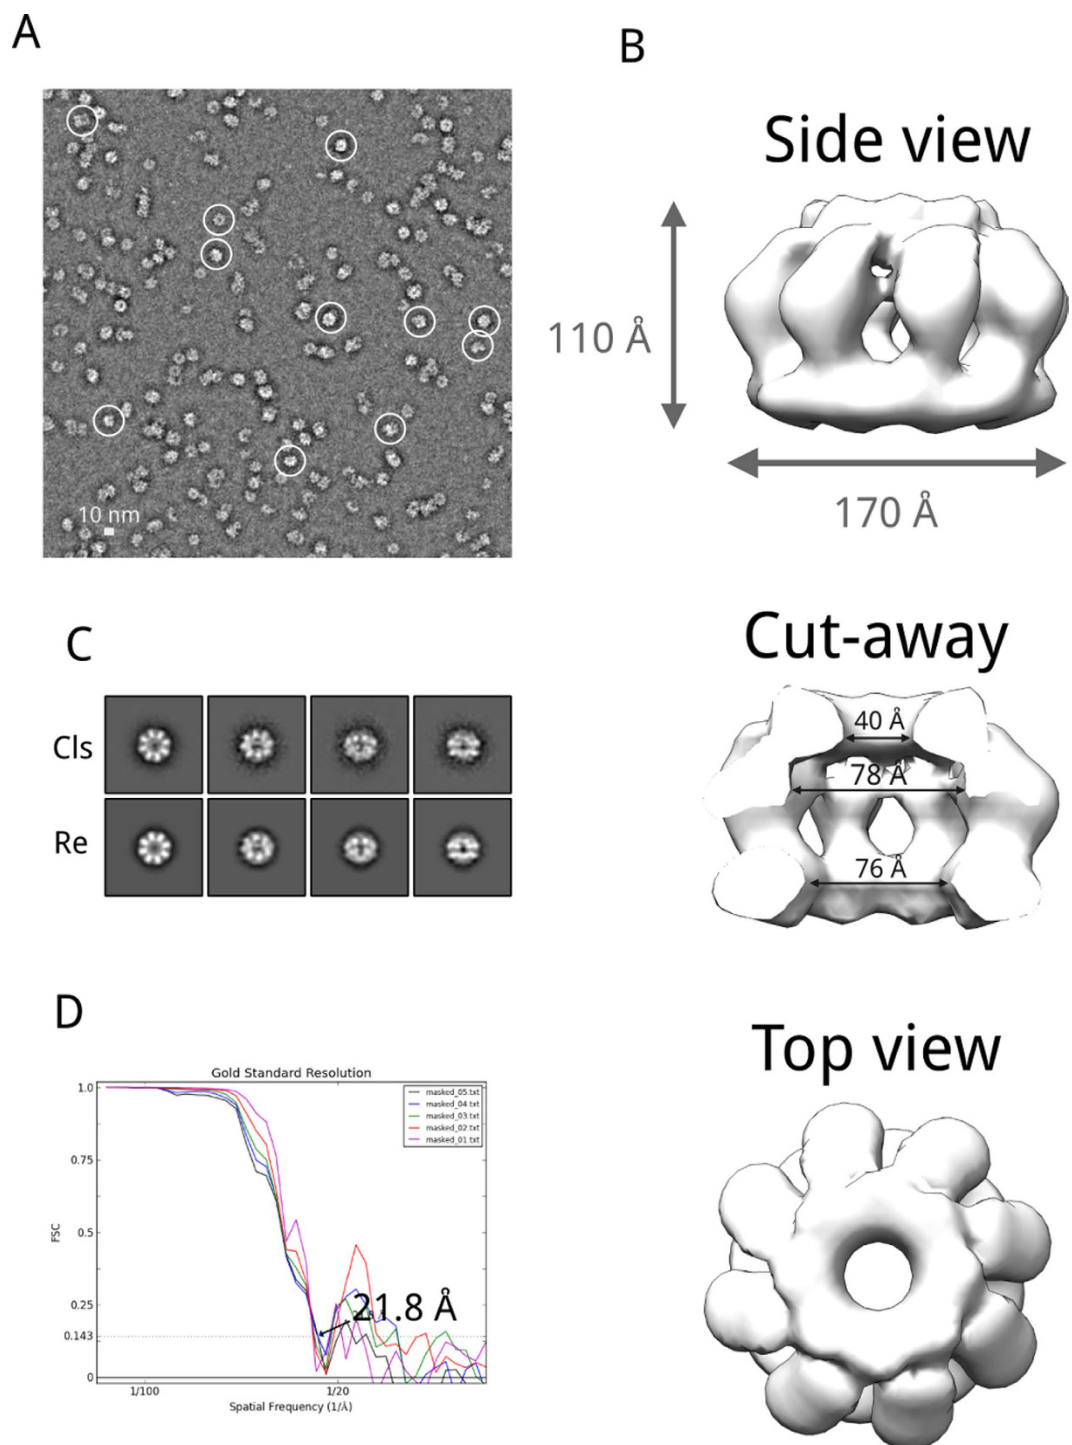 A
10 nm
B
Side view
110 Å
170 Å
Cut-away
40 Å
78 Å
76 Å
Top view
C
Cls
Re
D
Gold Standard Resolution
masked_05.txt
masked_04.txt
masked_03.txt
masked_02.txt
masked_01.txt
1.0
0.75
0.5
0.25
0.143
0
FSC
21.8 Å
1/100
1/20
Spatial Frequency (1/Å)